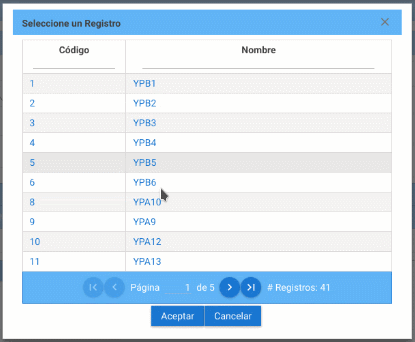 Seleccione un Registro
Código Nombre
1 YPB1
2 YPB2
3 YPB3
4 YPB4
5 YPB5
6 YPB6
8 YPA10
9 YPA9
10 YPA12
11 YPA13
Página 1 de 5 # Registros: 41
Aceptar Cancelar